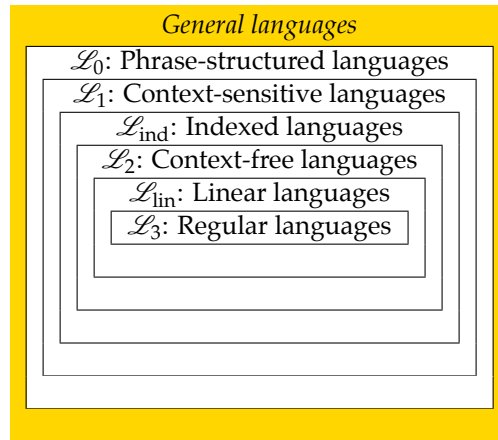 General languages
ℒ₀: Phrase-structured languages
ℒ₁: Context-sensitive languages
ℒind: Indexed languages
ℒ₂: Context-free languages
ℒlin: Linear languages
ℒ₃: Regular languages